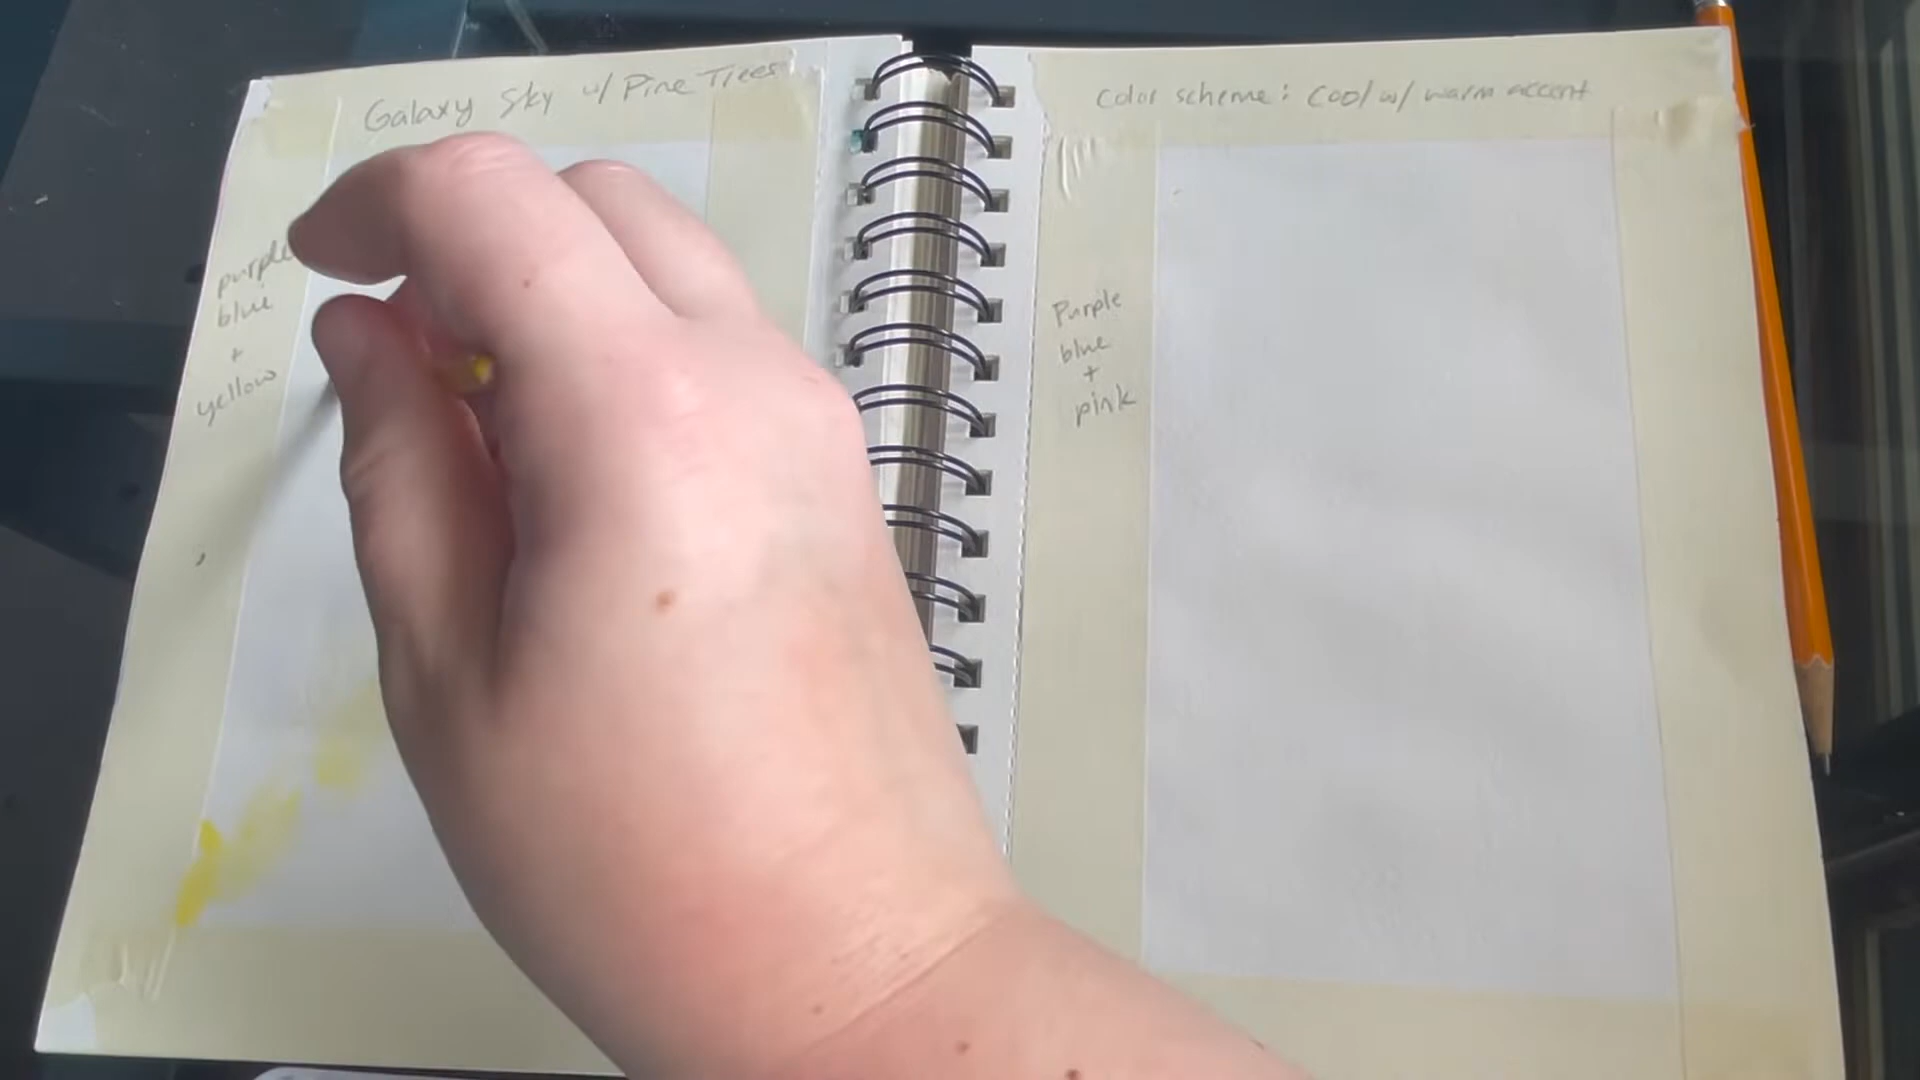 Galaxy Sky w/ Pine Trees
purple
blue
+
yellow
Color scheme: Cool w/ warm accent
Purple
blue
+
pink